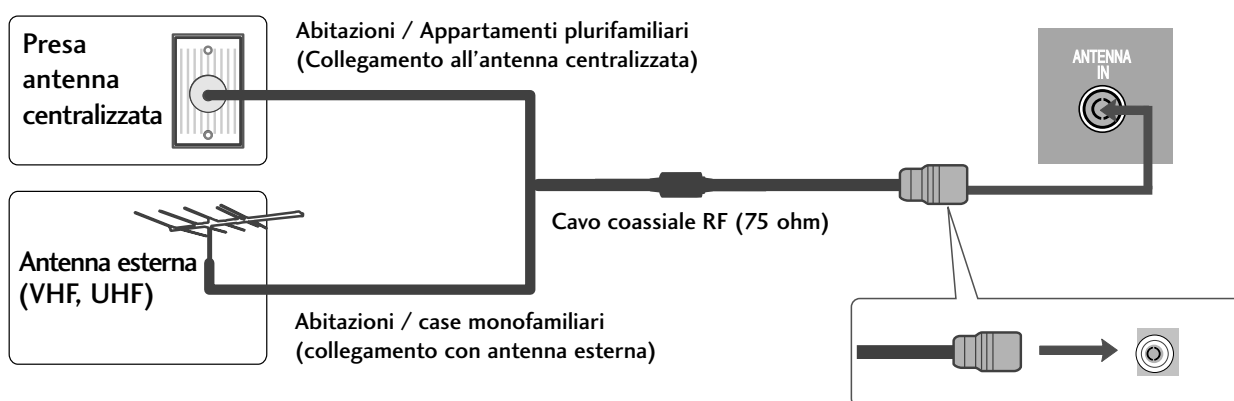 Presa
antenna
centralizzata
Abitazioni / Appartamenti plurifamiliari
(Collegamento all'antenna centralizzata)
ANTENNA
IN
Cavo coassiale RF (75 ohm)
Antenna esterna
(VHF, UHF)
Abitazioni / case monofamiliari
(collegamento con antenna esterna)